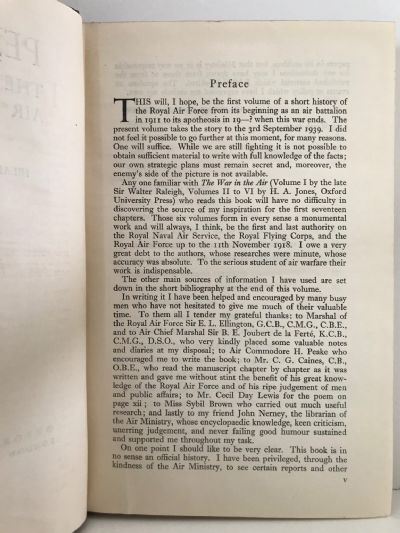 PE
THE
AIR
Preface
THIS will, I hope, be the first volume of a short history of
the Royal Air Force from its beginning as an air battalion
in 1911 to its apotheosis in 19—? when this war ends. The
present volume takes the story to the 3rd September 1939. I did
not feel it possible to go further at this moment, for many reasons.
One will suffice. While we are still fighting it is not possible to
obtain sufficient material to write with full knowledge of the facts;
our own strategic plans must remain secret and, moreover, the
enemy's side of the picture is not available.
Any one familiar with The War in the Air (Volume I by the late
Sir Walter Raleigh, Volumes II to VI by H. A. Jones, Oxford
University Press) who reads this book will have no difficulty in
discovering the source of my inspiration for the first seventeen
chapters. Those six volumes form in every sense a monumental
work and will always, I think, be the first and last authority on
the Royal Naval Air Service, the Royal Flying Corps, and the
Royal Air Force up to the 11th November 1918. I owe a very
great debt to the authors, whose researches were minute, whose
accuracy was absolute. To the serious student of air warfare their
work is indispensable.
The other main sources of information I have used are set
down in the short bibliography at the end of this volume.
In writing it I have been helped and encouraged by many busy
men who have not hesitated to give me much of their valuable
time. To them all I tender my grateful thanks: to Marshal of
the Royal Air Force Sir E. L. Ellington, G.C.B., C.M.G., C.B.E.,
and to Air Chief Marshal Sir P. B. Joubert de la Ferté, K.C.B.,
C.M.G., D.S.O., who very kindly placed some valuable notes
and diaries at my disposal; to Air Commodore H. Peake who
encouraged me to write the book; to Mr. C. G. Caines, C.B.,
O.B.E., who read the manuscript chapter by chapter as it was
written and gave me without stint the benefit of his great know-
ledge of the Royal Air Force and of his ripe judgement of men
and public affairs; to Mr. Cecil Day Lewis for the poem on
page xii; to Miss Sybil Brown who carried out much useful
research; and lastly to my friend John Nerney, the librarian of
the Air Ministry, whose encyclopaedic knowledge, keen criticism,
unerring judgement, and never failing good humour sustained
and supported me throughout my task.
On one point I should like to be very clear. This book is in
no sense an official history. I have been privileged, through the
kindness of the Air Ministry, to see certain reports and other
v